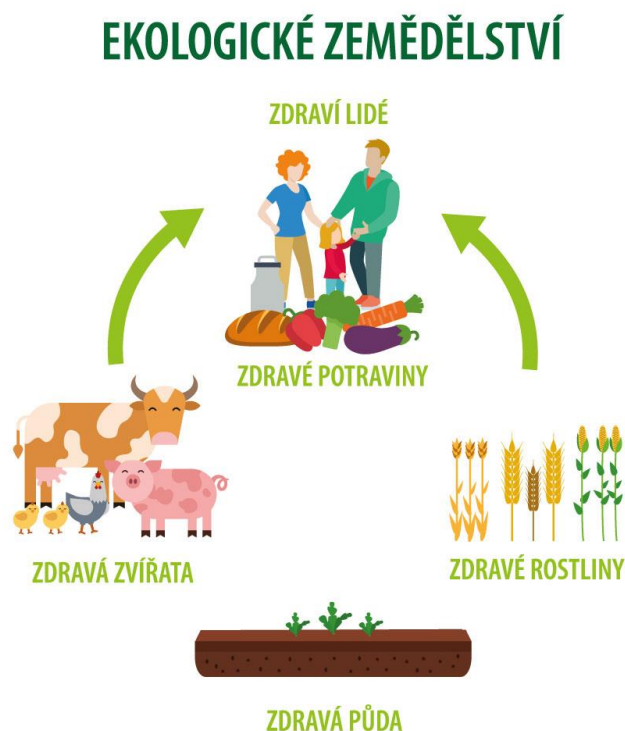 EKOLOGICKÉ ZEMĚDĚLSTVÍ
ZDRAVÍ LIDÉ
ZDRAVÉ POTRAVINY
ZDRAVÁ ZVÍŘATA
ZDRAVÉ ROSTLINY
ZDRAVÁ PŮDA